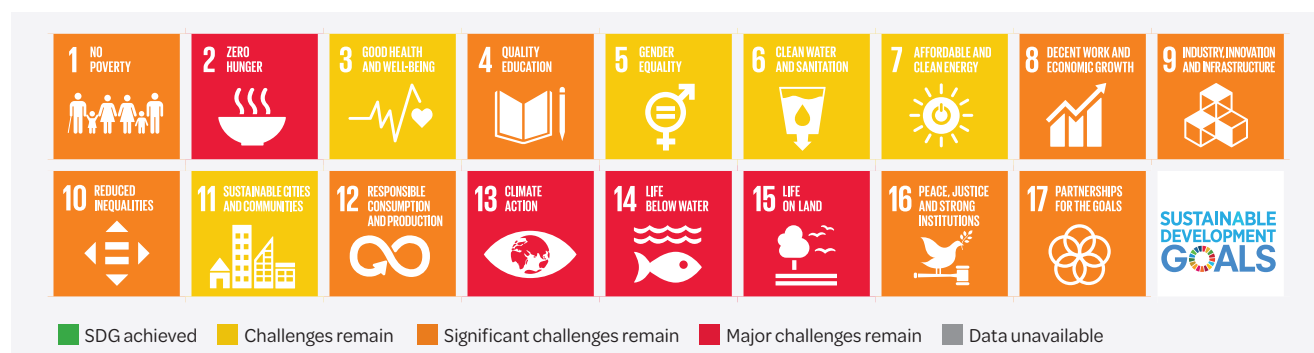 1 NO
POVERTY
2 ZERO
HUNGER
3 GOOD HEALTH
AND WELL-BEING
4 QUALITY
EDUCATION
5 GENDER
EQUALITY
6 CLEAN WATER
AND SANITATION
7 AFFORDABLE AND
CLEAN ENERGY
8 DECENT WORK AND
ECONOMIC GROWTH
9 INDUSTRY, INNOVATION
AND INFRASTRUCTURE
10 REDUCED
INEQUALITIES
11 SUSTAINABLE CITIES
AND COMMUNITIES
12 RESPONSIBLE
CONSUMPTION
AND PRODUCTION
13 CLIMATE
ACTION
14 LIFE
BELOW WATER
15 LIFE
ON LAND
16 PEACE, JUSTICE
AND STRONG
INSTITUTIONS
17 PARTNERSHIPS
FOR THE GOALS
SUSTAINABLE
DEVELOPMENT
GOALS
SDG achieved
Challenges remain
Significant challenges remain
Major challenges remain
Data unavailable